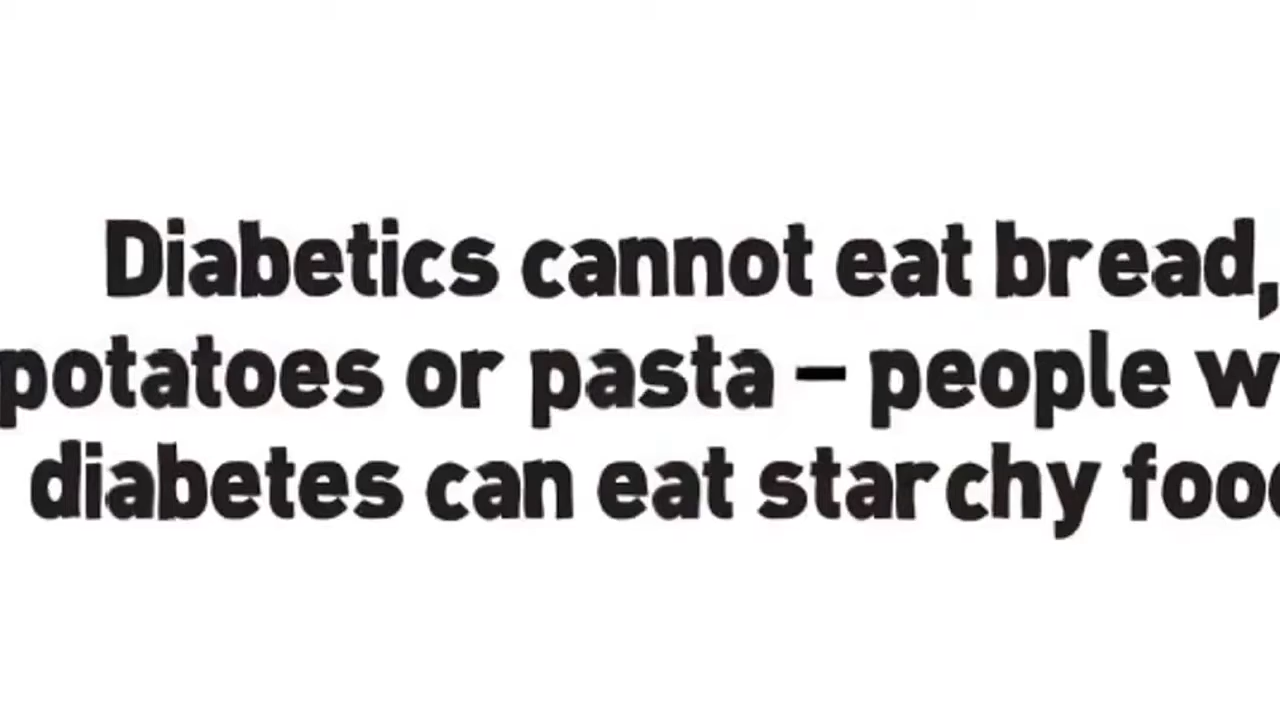 Diabetics cannot eat bread,
potatoes or pasta – people
diabetes can eat starchy